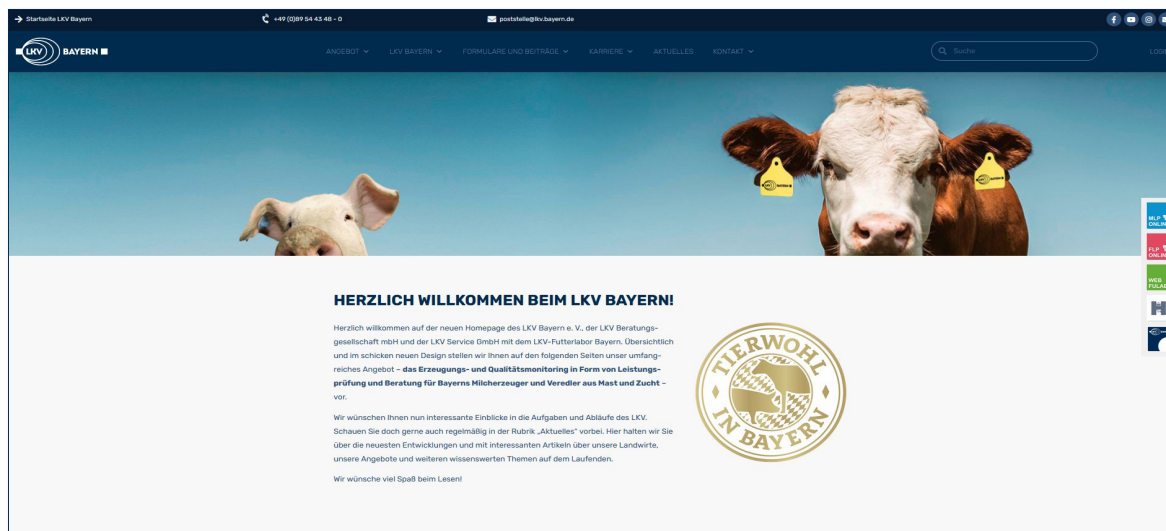 Startseite LKV Bayern
+49 (0)89 54 43 48 - 0
poststelle@lkv.bayern.de
LKV BAYERN
ANGEBOT
LKV BAYERN
FORMULARE UND BEITRÄGE
KARRIERE
AKTUELLES
KONTAKT
Suche
MLP
FLP
WEB
HERZLICH WILLKOMMEN BEIM LKV BAYERN!
Herzlich willkommen auf der neuen Homepage des LKV Bayern e. V., der LKV Beratungs-
gesellschaft mbH und der LKV Service GmbH mit dem LKV-Futterlabor Bayern. Übersichtlich
und im schicken neuen Design stellen wir Ihnen auf den folgenden Seiten unser umfang-
reiches Angebot – das Erzeugungs- und Qualitätsmonitoring in Form von Leistungs-
prüfung und Beratung für Bayerns Milcherzeuger und Veredler aus Mast und Zucht –
vor.
Wir wünschen Ihnen nun interessante Einblicke in die Aufgaben und Abläufe des LKV.
Schauen Sie doch gerne auch regelmäßig in der Rubrik „Aktuelles" vorbei. Hier halten wir Sie
über die neuesten Entwicklungen und mit interessanten Artikeln über unsere Landwirte,
unsere Angebote und weiteren wissenswerten Themen auf dem Laufenden.
Wir wünsche viel Spaß beim Lesen!
TIERWOHL
IN BAYERN